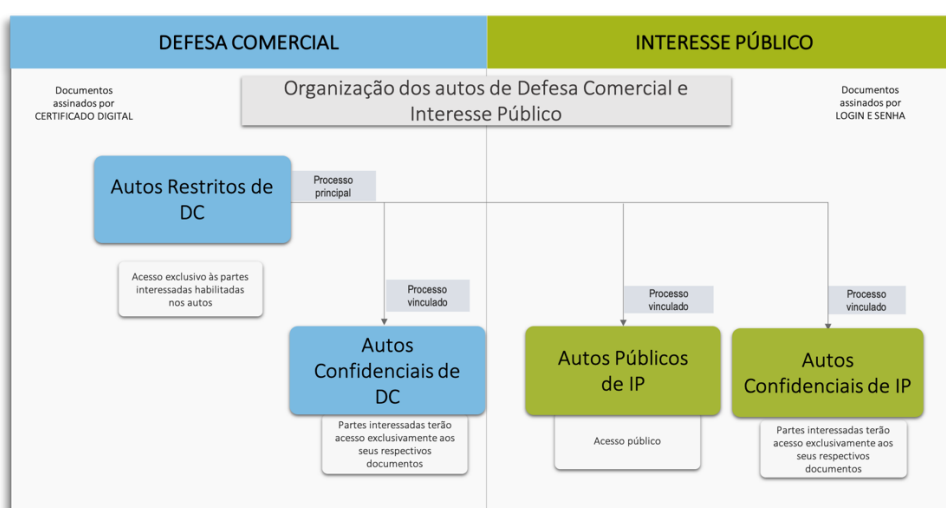 DEFESA COMERCIAL
INTERESSE PÚBLICO
Documentos
assinados por
CERTIFICADO DIGITAL
Organização dos autos de Defesa Comercial e
Interesse Público
Documentos
assinados por
LOGIN E SENHA
Autos Restritos de
DC
Processo
principal
Acesso exclusivo às partes
interessadas habilitadas
nos autos
Processo
vinculado
Processo
vinculado
Processo
vinculado
Autos
Confidenciais de
DC
Autos Públicos
de IP
Autos
Confidenciais de IP
Partes interessadas terão
acesso exclusivamente aos
seus respectivos
documentos
Acesso público
Partes interessadas terão
acesso exclusivamente aos
seus respectivos
documentos